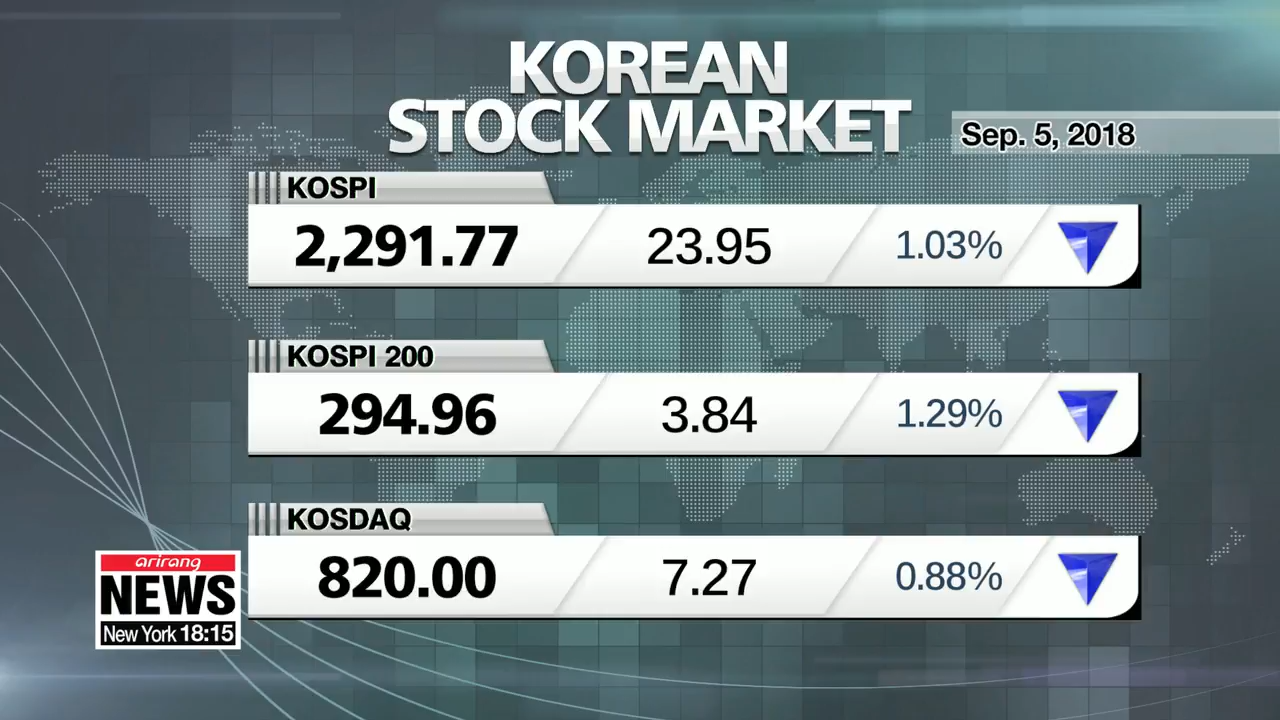 KOREAN
STOCK MARKET
Sep. 5, 2018
KOSPI
2,291.77 23.95 1.03%
KOSPI 200
294.96 3.84 1.29%
KOSDAQ
820.00 7.27 0.88%
arirang
NEWS
New York 18:15